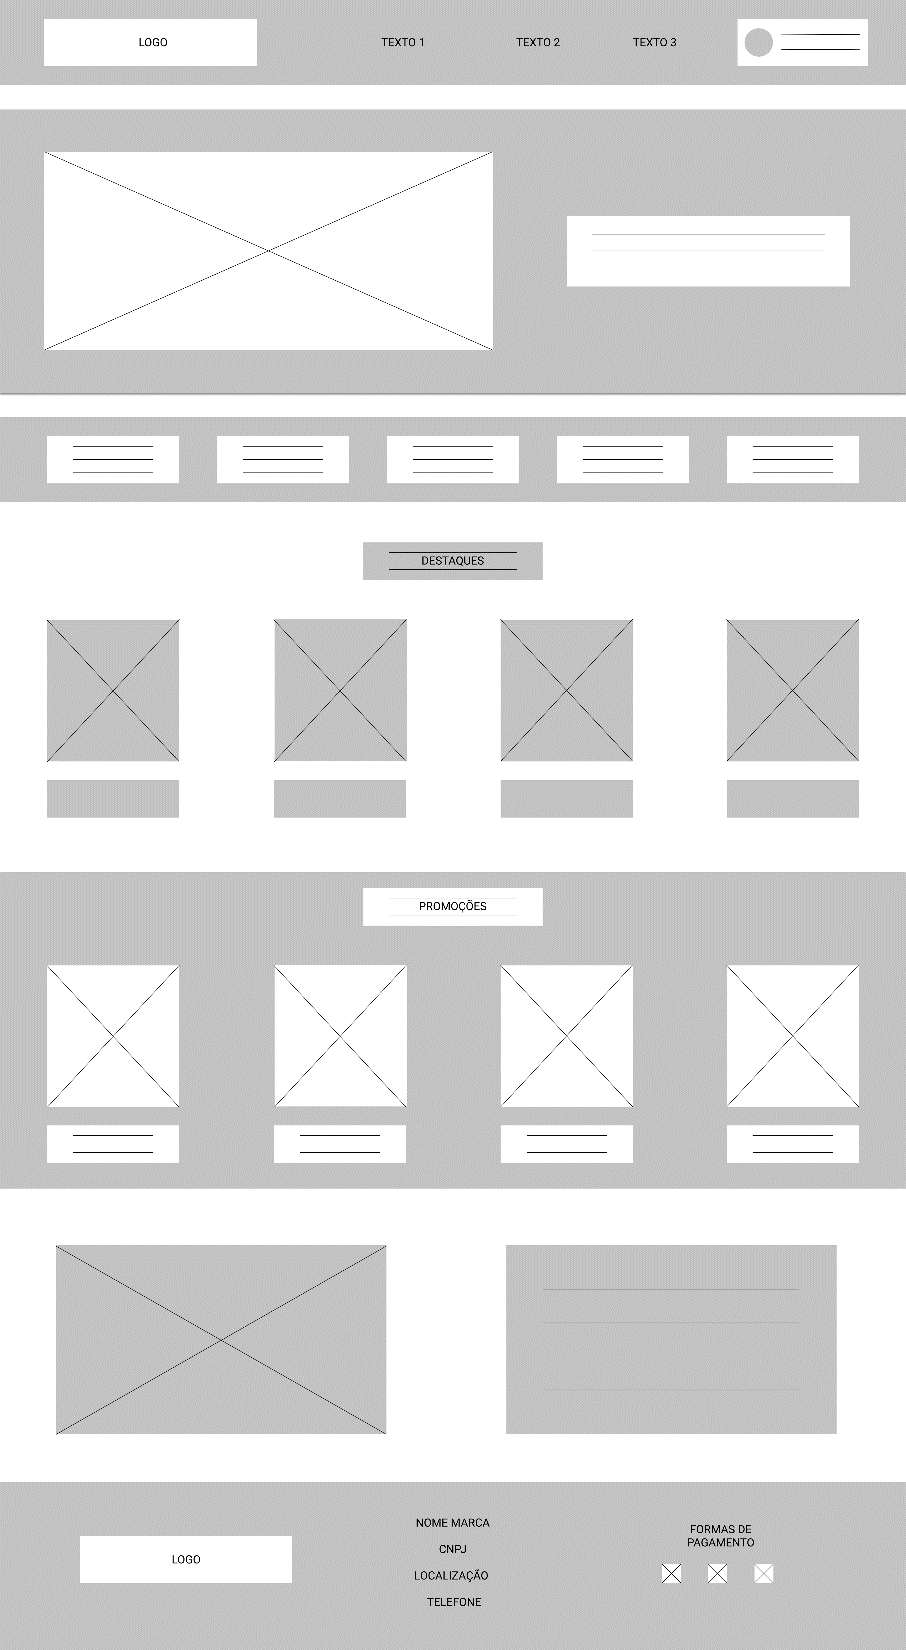 LOGO
TEXTO 1
TEXTO 2
TEXTO 3
DESTAQUES
PROMOÇÕES
LOGO
NOME MARCA
CNPJ
LOCALIZAÇÃO
TELEFONE
FORMAS DE
PAGAMENTO